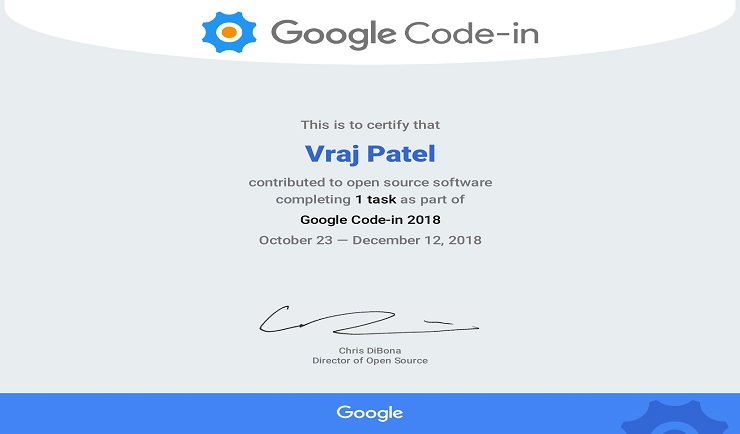 Google Code-in
This is to certify that
Vraj Patel
contributed to open source software
completing 1 task as part of
Google Code-in 2018
October 23 — December 12, 2018
Chris DiBona
Director of Open Source
Google